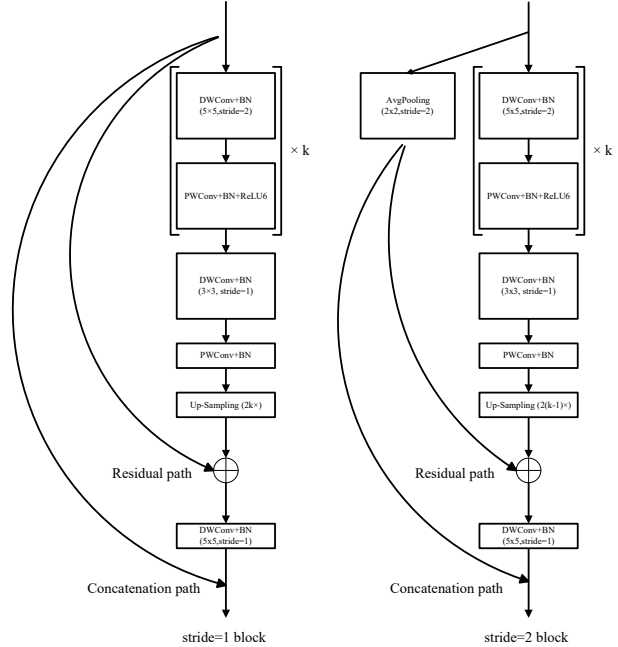 DWConv+BN
(5×5,stride=2)
PWConv+BN+ReLU6
× k
DWConv+BN
(3×3, stride=1)
PWConv+BN
Up-Sampling (2k×)
Residual path
DWConv+BN
(5x5,stride=1)
Concatenation path
stride=1 block
AvgPooling
(2x2,stride=2)
DWConv+BN
(5x5,stride=2)
PWConv+BN+ReLU6
× k
DWConv+BN
(3x3, stride=1)
PWConv+BN
Up-Sampling (2(k-1)×)
Residual path
DWConv+BN
(5x5,stride=1)
Concatenation path
stride=2 block